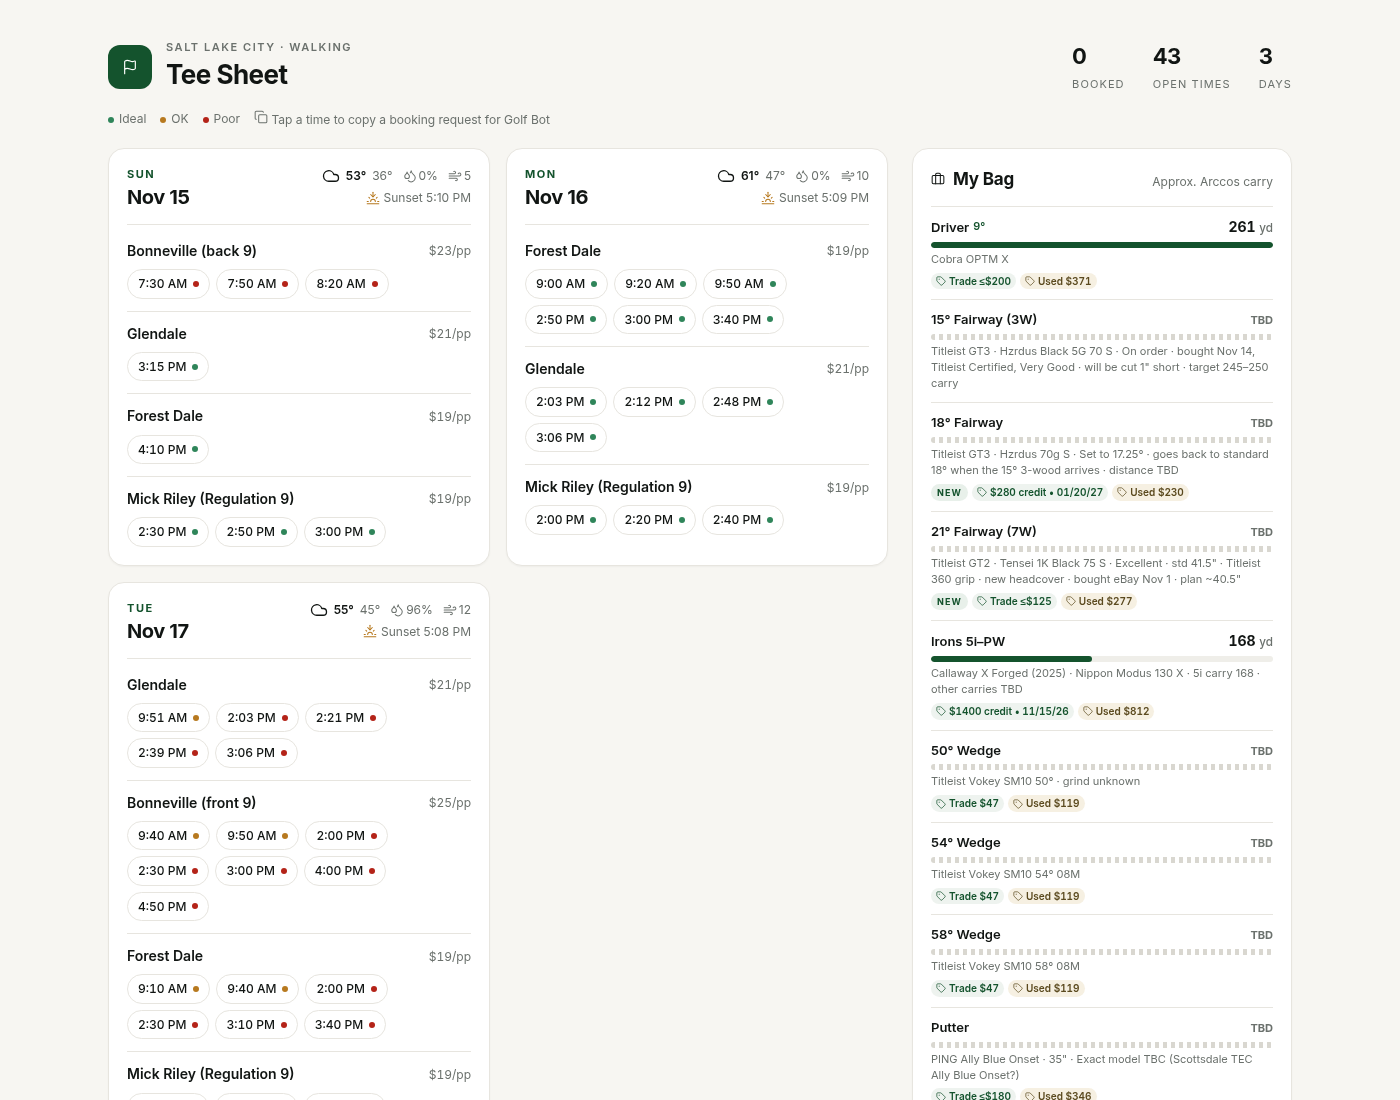 SALT LAKE CITY · WALKING
Tee Sheet
0 BOOKED
43 OPEN TIMES
3 DAYS
Ideal OK Poor Tap a time to copy a booking request for Golf Bot
SUN 53° 36° 0% 5
Nov 15 Sunset 5:10 PM
Bonneville (back 9) $23/pp
7:30 AM 7:50 AM 8:20 AM
Glendale $21/pp
3:15 PM
Forest Dale $19/pp
4:10 PM
Mick Riley (Regulation 9) $19/pp
2:30 PM 2:50 PM 3:00 PM
MON 61° 47° 0% 10
Nov 16 Sunset 5:09 PM
Forest Dale $19/pp
9:00 AM 9:20 AM 9:50 AM
2:50 PM 3:00 PM 3:40 PM
Glendale $21/pp
2:03 PM 2:12 PM 2:48 PM
3:06 PM
Mick Riley (Regulation 9) $19/pp
2:00 PM 2:20 PM 2:40 PM
TUE 55° 45° 96% 12
Nov 17 Sunset 5:08 PM
Glendale $21/pp
9:51 AM 2:03 PM 2:21 PM
2:39 PM 3:06 PM
Bonneville (front 9) $25/pp
9:40 AM 9:50 AM 2:00 PM
2:30 PM 3:00 PM 4:00 PM
4:50 PM
Forest Dale $19/pp
9:10 AM 9:40 AM 2:00 PM
2:30 PM 3:10 PM 3:40 PM
Mick Riley (Regulation 9) $19/pp
My Bag Approx. Arccos carry
Driver 9° 261 yd
Cobra OPTM X
Trade ≤$200 Used $371
15° Fairway (3W) TBD
Titleist GT3 · Hzrdus Black 5G 70 S · On order · bought Nov 14,
Titleist Certified, Very Good · will be cut 1" short · target 245–250
carry
18° Fairway TBD
Titleist GT3 · Hzrdus 70g S · Set to 17.25° · goes back to standard
18° when the 15° 3-wood arrives · distance TBD
NEW $280 credit • 01/20/27 Used $230
21° Fairway (7W) TBD
Titleist GT2 · Tensei 1K Black 75 S · Excellent · std 41.5" · Titleist
360 grip · new headcover · bought eBay Nov 1 · plan ~40.5"
NEW Trade ≤$125 Used $277
Irons 5i–PW 168 yd
Callaway X Forged (2025) · Nippon Modus 130 X · 5i carry 168 ·
other carries TBD
$1400 credit • 11/15/26 Used $812
50° Wedge TBD
Titleist Vokey SM10 50° · grind unknown
Trade $47 Used $119
54° Wedge TBD
Titleist Vokey SM10 54° 08M
Trade $47 Used $119
58° Wedge TBD
Titleist Vokey SM10 58° 08M
Trade $47 Used $119
Putter TBD
PING Ally Blue Onset · 35" · Exact model TBC (Scottsdale TEC
Ally Blue Onset?)
Trade ≤$180 Used $346